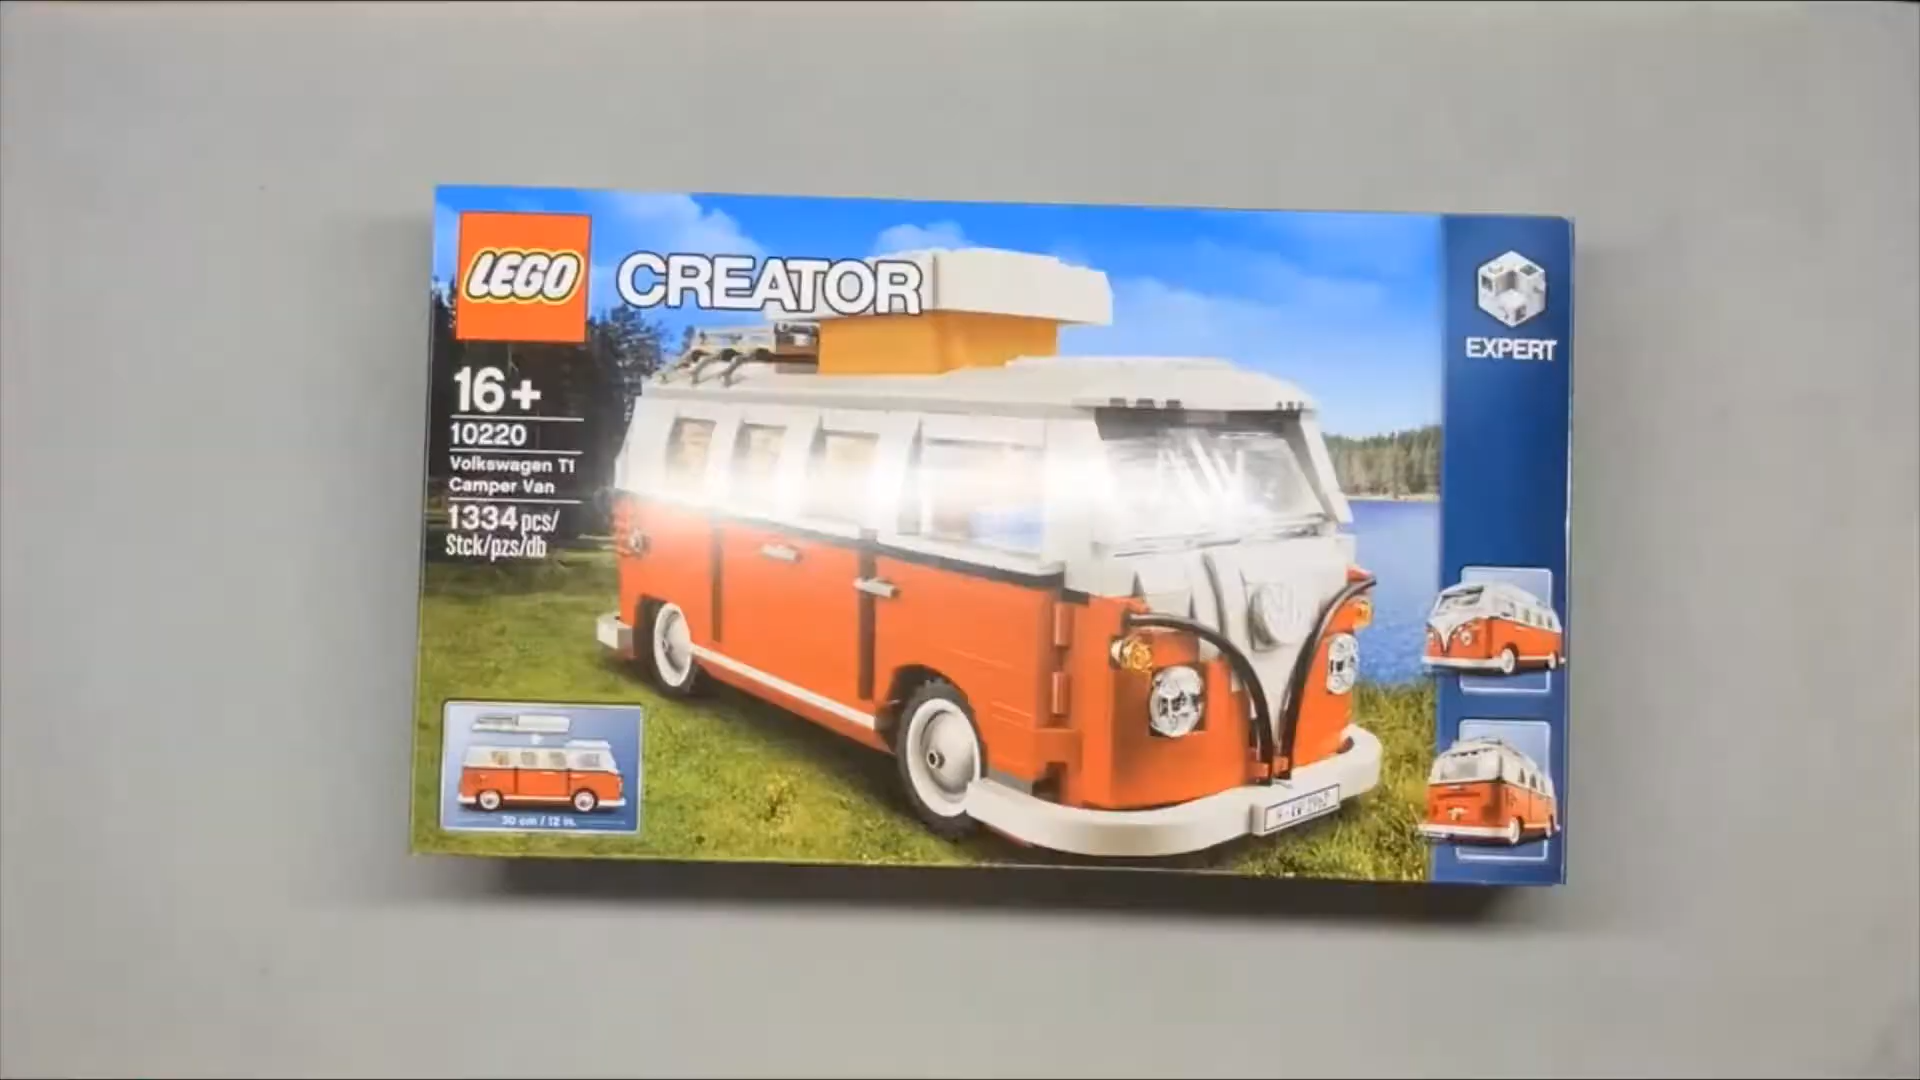 LEGO
CREATOR
EXPERT
16+
10220
Volkswagen T1
Camper Van
1334 pcs/
Stck/pzs/db
30 cm / 12 in.